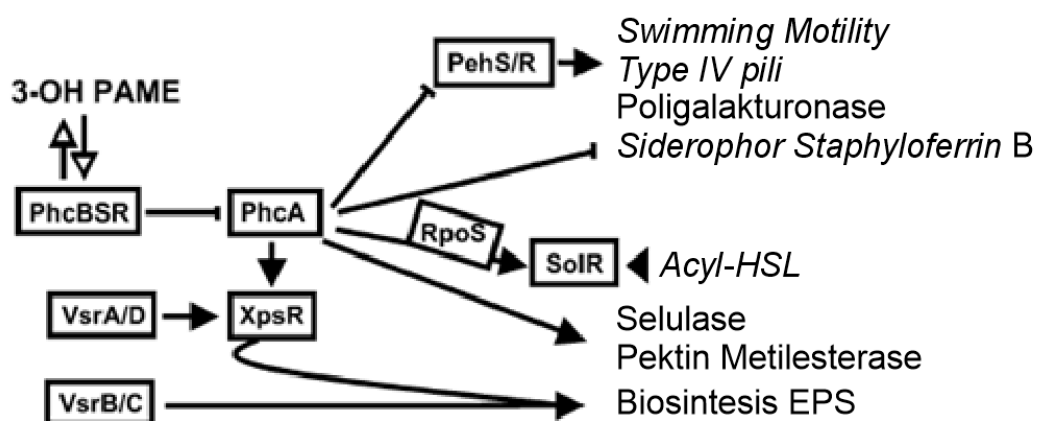 Swimming Motility
PehS/R
Type IV pili
3-OH PAME
Poligalakturonase
Siderophor Staphyloferrin B
PhcBSR
PhcA
RpoS
SolR
Acyl-HSL
VsrA/D
XpsR
Selulase
Pektin Metilesterase
VsrB/C
Biosintesis EPS